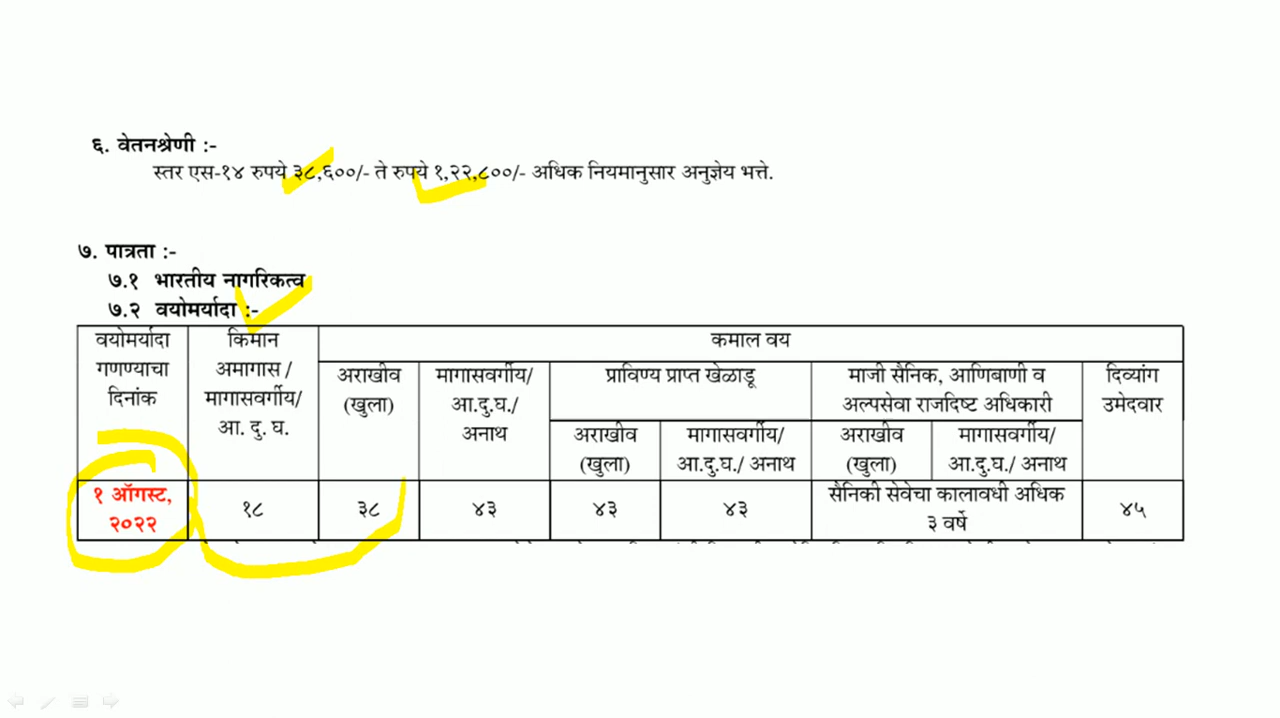 ६. वेतनश्रेणी :-
स्तर एस-१४ रुपये ३८,६००/- ते रुपये १,२२,८००/- अधिक नियमानुसार अनुज्ञेय भत्ते.
७. पात्रता :-
७.१ भारतीय नागरिकत्व
७.२ वयोमर्यादा :-
वयोमर्यादा
गणण्याचा
दिनांक
किमान
अमागास /
मागासवर्गीय/
आ. दु. घ.
कमाल वय
अराखीव
(खुला)
मागासवर्गीय/
आ.दु.घ./
अनाथ
प्राविण्य प्राप्त खेळाडू
माजी सैनिक, आणिबाणी व
अल्पसेवा राजदिष्ट अधिकारी
दिव्यांग
उमेदवार
अराखीव
(खुला)
मागासवर्गीय/
आ.दु.घ./ अनाथ
अराखीव
(खुला)
मागासवर्गीय/
आ.दु.घ./ अनाथ
१ ऑगस्ट,
२०२२
१८
३८
४३
४३
४३
सैनिकी सेवेचा कालावधी अधिक
३ वर्षे
४५